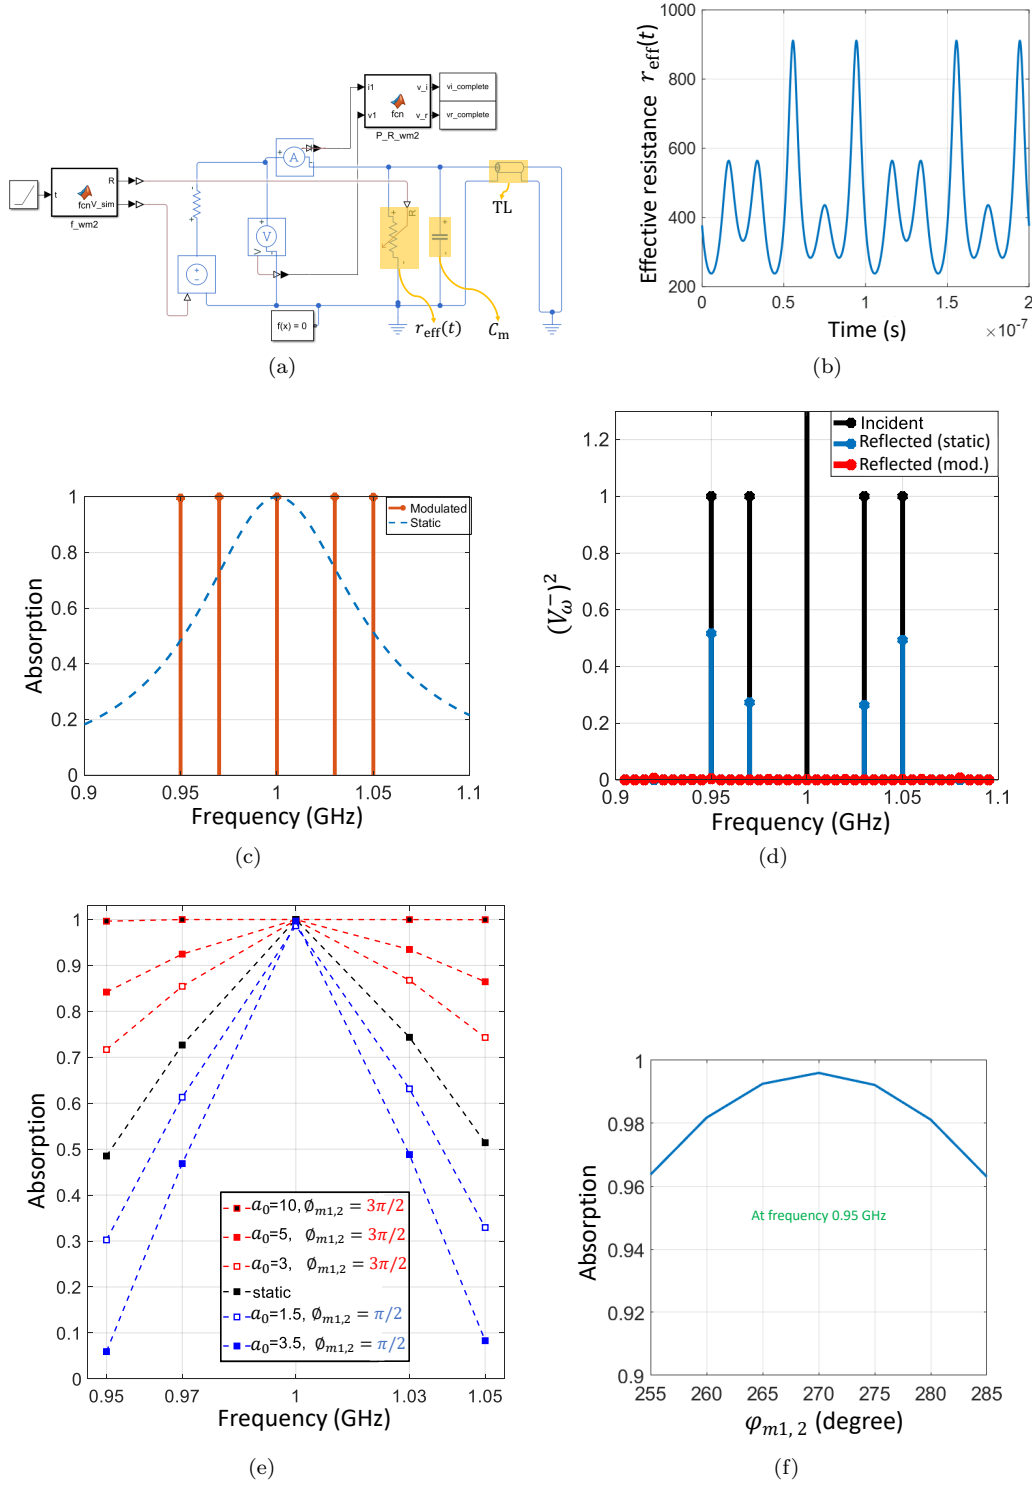 i1
v1
v_i
v_r
fcn
P_R_wm2
vi_complete
vr_complete
t
R
V_sim
fcn
f_wm2
A
V
V
R
TL
f(x) = 0
r_eff(t)
C_m
(a)
Effective resistance r_eff(t)
1000
800
600
400
200
0
0.5
1
1.5
2
×10⁻⁷
Time (s)
(b)
Absorption
1
0.8
0.6
0.4
0.2
0
Modulated
Static
0.9
0.95
1
1.05
1.1
Frequency (GHz)
(c)
(V_ω^−)²
1.2
1
0.8
0.6
0.4
0.2
0
Incident
Reflected (static)
Reflected (mod.)
0.9
0.95
1
1.05
1.1
Frequency (GHz)
(d)
Absorption
1
0.9
0.8
0.7
0.6
0.5
0.4
0.3
0.2
0.1
0
a₀=10, ∅_m1,2 = 3π/2
a₀=5, ∅_m1,2 = 3π/2
a₀=3, ∅_m1,2 = 3π/2
static
a₀=1.5, ∅_m1,2 = π/2
a₀=3.5, ∅_m1,2 = π/2
0.95
0.97
1
1.03
1.05
Frequency (GHz)
(e)
Absorption
1
0.98
0.96
0.94
0.92
0.9
At frequency 0.95 GHz
255
260
265
270
275
280
285
φ_m1, 2 (degree)
(f)